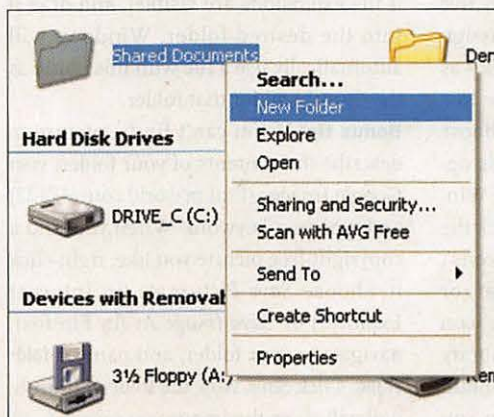 Shared Documents
Search...
New Folder
Explore
Open
Sharing and Security...
Scan with AVG Free
Send To
Create Shortcut
Properties
Hard Disk Drives
DRIVE_C (C:)
Devices with Removab
3½ Floppy (A:)